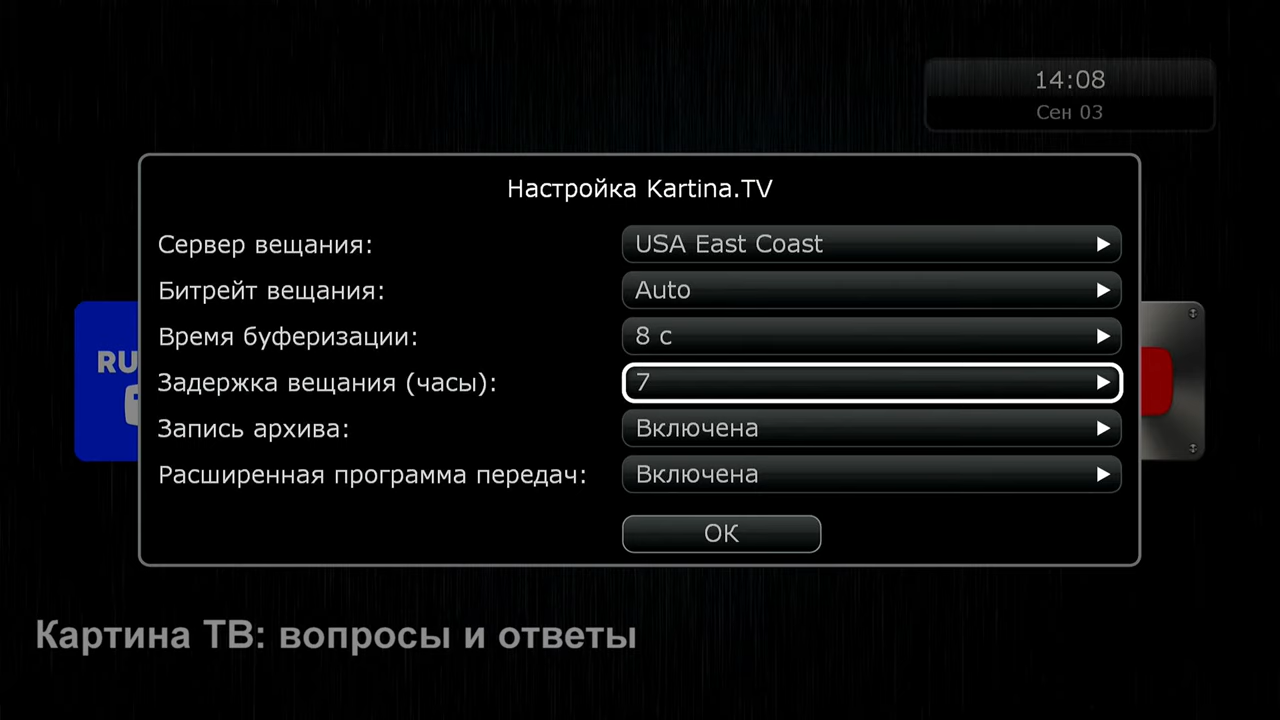 14:08
Сен 03
Настройка Kartina.TV
Сервер вещания: USA East Coast
Битрейт вещания: Auto
Время буферизации: 8 с
Задержка вещания (часы): 7
Запись архива: Включена
Расширенная программа передач: Включена
OK
RU
Картина ТВ: вопросы и ответы